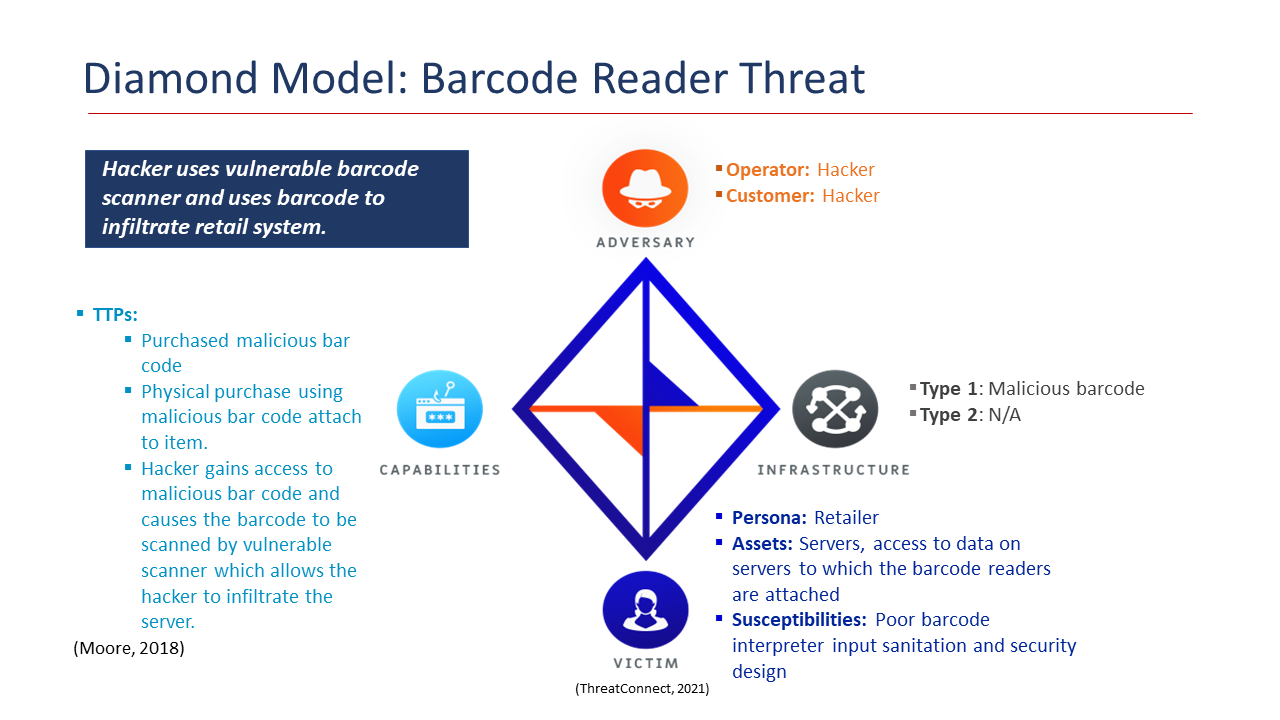 Diamond Model: Barcode Reader Threat
Hacker uses vulnerable barcode
scanner and uses barcode to
infiltrate retail system.
▪ Operator: Hacker
▪ Customer: Hacker
ADVERSARY
▪ TTPs:
▪ Purchased malicious bar
code
▪ Physical purchase using
malicious bar code attach
to item.
▪ Hacker gains access to
malicious bar code and
causes the barcode to be
scanned by vulnerable
scanner which allows the
hacker to infiltrate the
server.
(Moore, 2018)
***
CAPABILITIES
▪ Type 1: Malicious barcode
▪ Type 2: N/A
INFRASTRUCTURE
▪ Persona: Retailer
▪ Assets: Servers, access to data on
servers to which the barcode readers
are attached
▪ Susceptibilities: Poor barcode
interpreter input sanitation and security
design
VICTIM
(ThreatConnect, 2021)